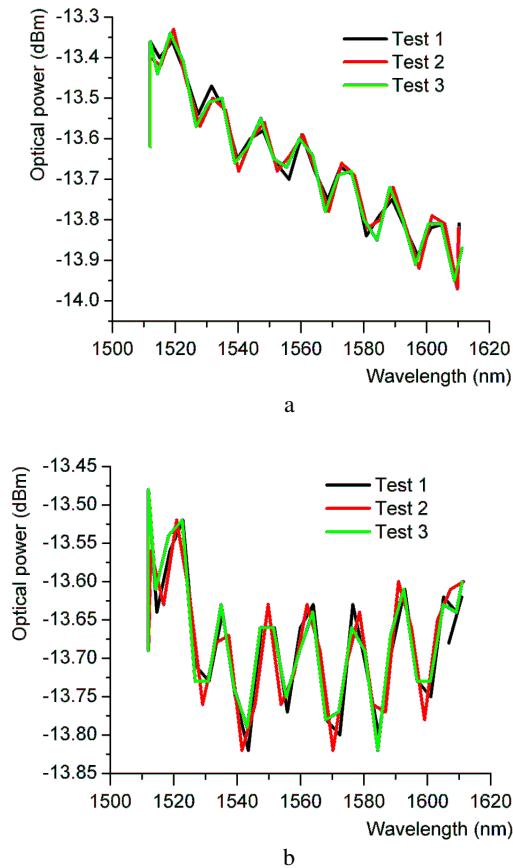 -13.3
-13.4
-13.5
-13.6
-13.7
-13.8
-13.9
-14.0
Optical power (dBm)
Test 1
Test 2
Test 3
1500 1520 1540 1560 1580 1600 1620
Wavelength (nm)
a
-13.45
-13.50
-13.55
-13.60
-13.65
-13.70
-13.75
-13.80
-13.85
Optical power (dBm)
Test 1
Test 2
Test 3
1500 1520 1540 1560 1580 1600 1620
Wavelength (nm)
b